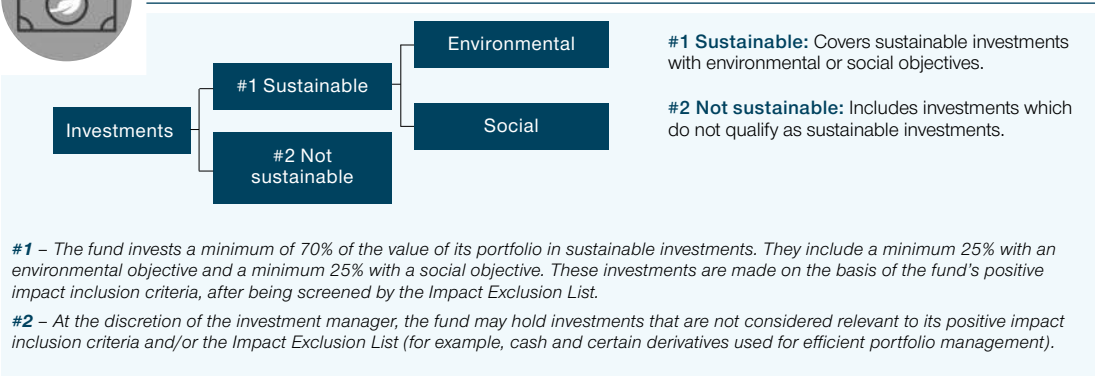 Environmental
#1 Sustainable
Investments
Social
#2 Not
sustainable
#1 Sustainable: Covers sustainable investments
with environmental or social objectives.
#2 Not sustainable: Includes investments which
do not qualify as sustainable investments.
#1 – The fund invests a minimum of 70% of the value of its portfolio in sustainable investments. They include a minimum 25% with an
environmental objective and a minimum 25% with a social objective. These investments are made on the basis of the fund’s positive
impact inclusion criteria, after being screened by the Impact Exclusion List.
#2 – At the discretion of the investment manager, the fund may hold investments that are not considered relevant to its positive impact
inclusion criteria and/or the Impact Exclusion List (for example, cash and certain derivatives used for efficient portfolio management).